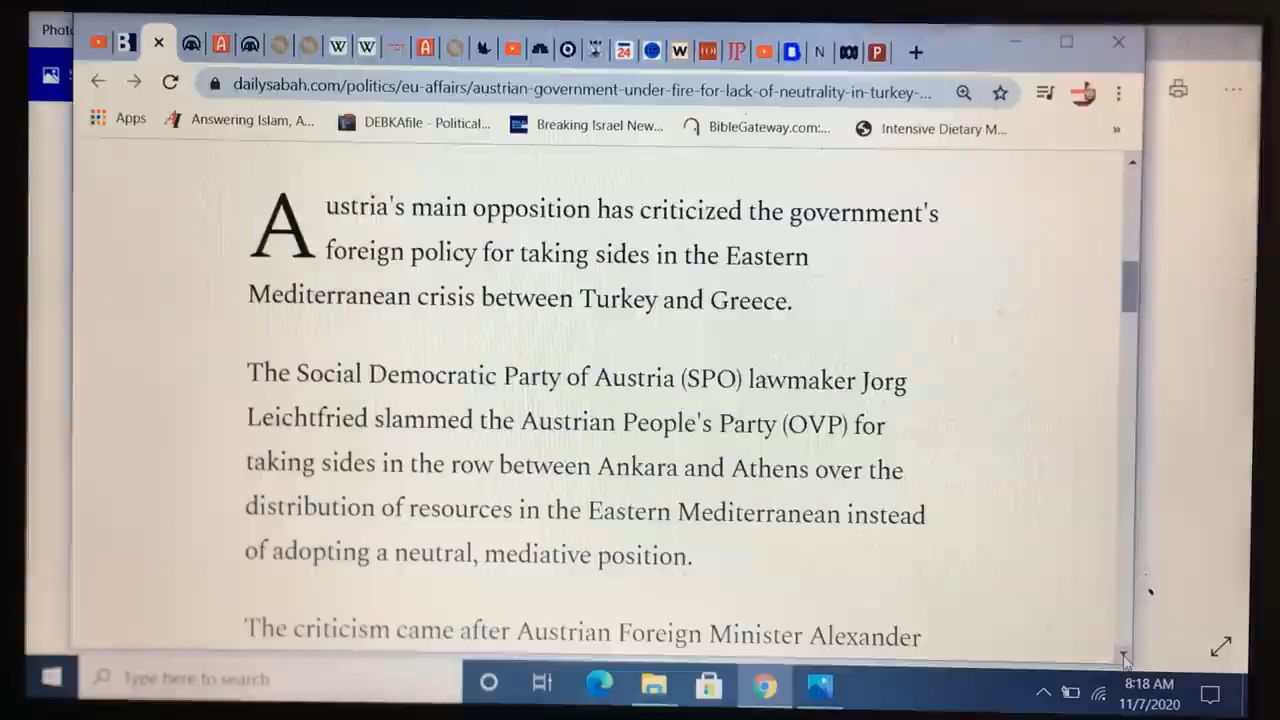 Photo
dailysabah.com/politics/eu-affairs/austrian-government-under-fire-for-lack-of-neutrality-in-turkey-...
Apps Answering Islam, A... DEBKAfile - Political... Breaking Israel New... BibleGateway.com:... Intensive Dietary M... »
Austria's main opposition has criticized the government's
foreign policy for taking sides in the Eastern
Mediterranean crisis between Turkey and Greece.
The Social Democratic Party of Austria (SPO) lawmaker Jorg
Leichtfried slammed the Austrian People's Party (OVP) for
taking sides in the row between Ankara and Athens over the
distribution of resources in the Eastern Mediterranean instead
of adopting a neutral, mediative position.
The criticism came after Austrian Foreign Minister Alexander
Type here to search
8:18 AM
11/7/2020